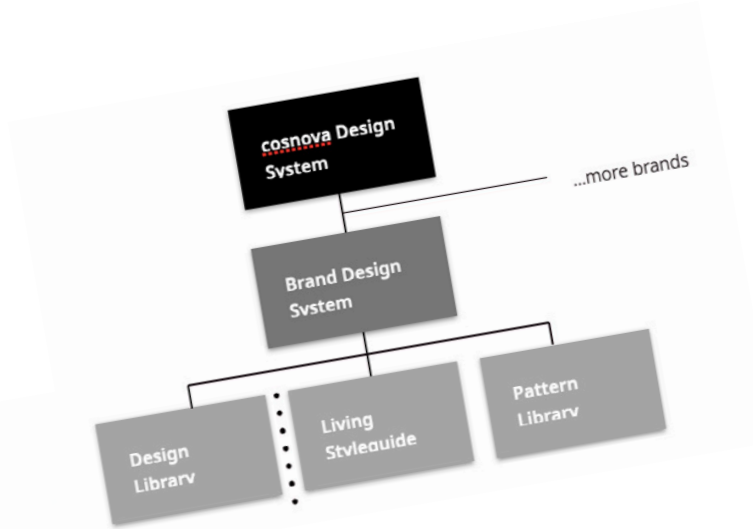 cosnova Design
System
...more brands
Brand Design
System
Design
Library
Living
Styleguide
Pattern
Library